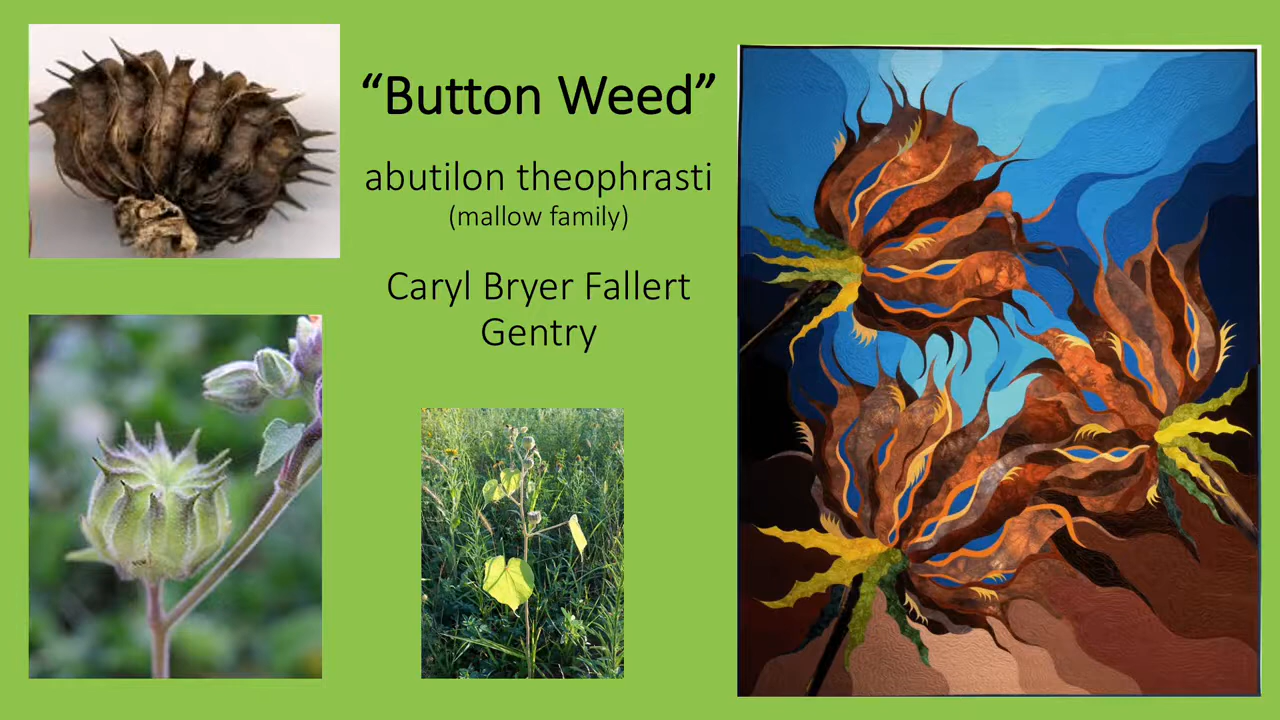 “Button Weed”
abutilon theophrasti
(mallow family)
Caryl Bryer Fallert
Gentry